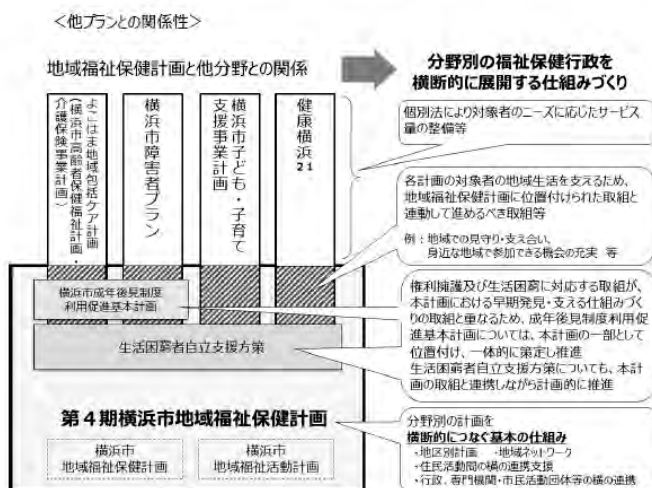 <他プランとの関係性>
地域福祉保健計画と他分野との関係
分野別の福祉保健行政を
横断的に展開する仕組みづくり
よこはま地域包括ケア計画
(横浜市高齢者保健福祉計画・
介護保険事業計画)
横浜市障害者プラン
横浜市子ども・子育て
支援事業計画
健康横浜21
個別法により対象者のニーズに応じたサービス
量の整備等
各計画の対象者の地域生活を支えるため、
地域福祉保健計画に位置付けられた取組と
連動して進めるべき取組等
例：地域での見守り・支え合い、
身近な地域で参加できる機会の充実 等
横浜市成年後見制度
利用促進基本計画
生活困窮者自立支援方策
権利擁護及び生活困窮に対応する取組が、
本計画における早期発見・支える仕組みづく
りの取組と重なるため、成年後見制度利用促
進基本計画については、本計画の一部として
位置付け、一体的に策定し推進
生活困窮者自立支援方策についても、本計
画の取組と連携しながら計画的に推進
第４期横浜市地域福祉保健計画
横浜市
地域福祉保健計画
横浜市
地域福祉活動計画
分野別の計画を
横断的につなぐ基本の仕組み
・地区別計画 ・地域ネットワーク
・住民活動間の横の連携支援
・行政、専門機関・市民活動団体等の横の連携